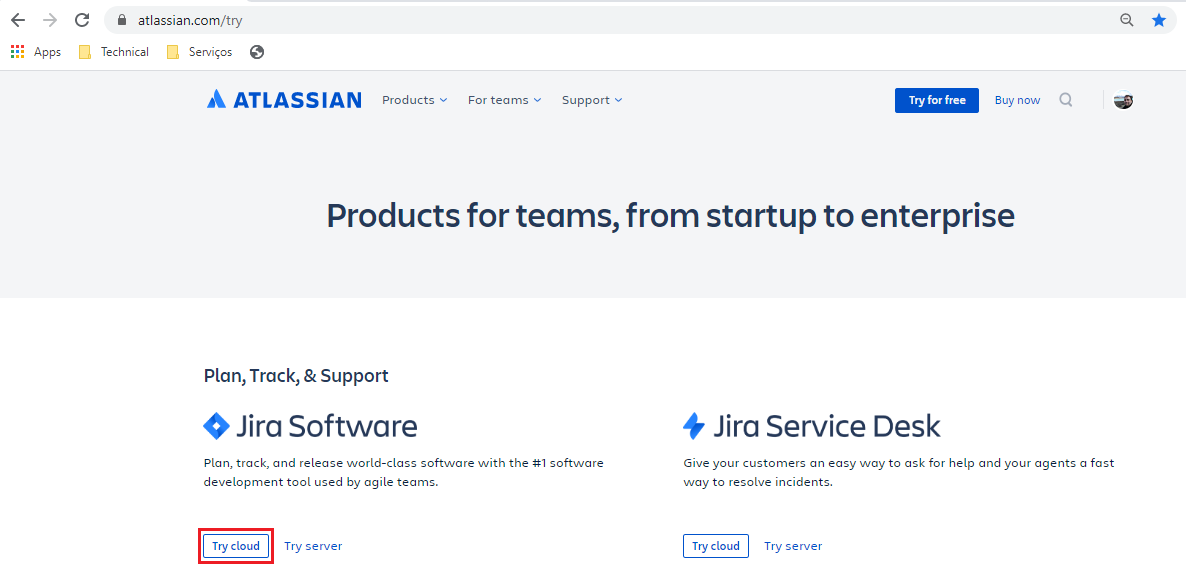 atlassian.com/try
Apps Technical Serviços
ATLASSIAN Products For teams Support Try for free Buy now
Products for teams, from startup to enterprise
Plan, Track, & Support
Jira Software
Plan, track, and release world-class software with the #1 software
development tool used by agile teams.
Try cloud Try server
Jira Service Desk
Give your customers an easy way to ask for help and your agents a fast
way to resolve incidents.
Try cloud Try server